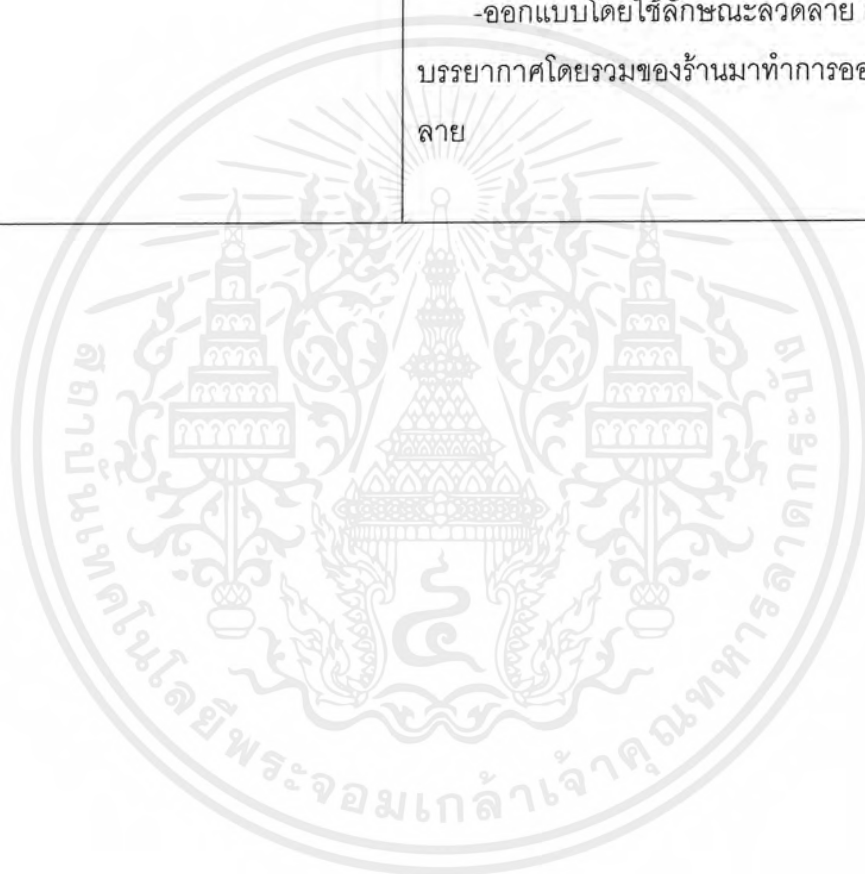 -ออกแบบโดยใช้ลักษณะลวดลาย
บรรยากาศโดยรวมของร้านมาทำการออ
ลาย
สถาบันเทคโนโลยีพระจอมเกล้าเจ้าคุณทหารลาดกระบัง